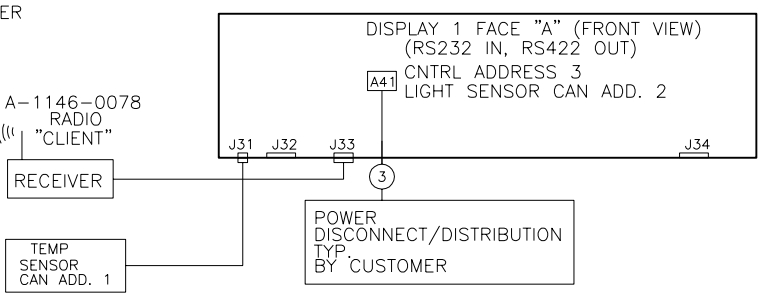 ER
DISPLAY 1 FACE "A" (FRONT VIEW)
(RS232 IN, RS422 OUT)
A41
CNTRL ADDRESS 3
LIGHT SENSOR CAN ADD. 2
A-1146-0078
RADIO
"CLIENT"
J31
J32
J33
J34
RECEIVER
3
POWER
DISCONNECT/DISTRIBUTION
TYP.
BY CUSTOMER
TEMP
SENSOR
CAN ADD. 1